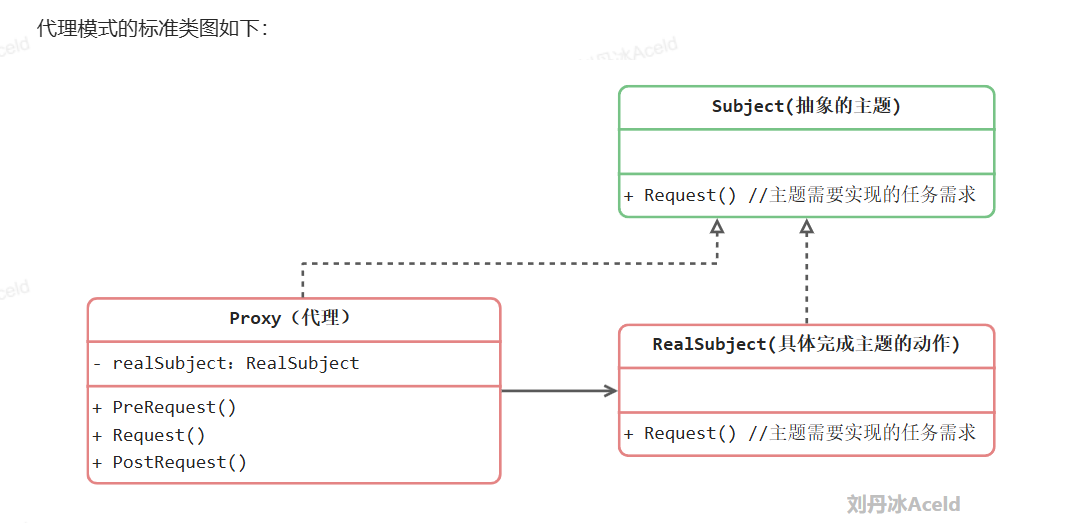 代理模式的标准类图如下：
Subject(抽象的主题)
+ Request() //主题需要实现的任务需求
Proxy（代理）
- realSubject：RealSubject
+ PreRequest()
+ Request()
+ PostRequest()
RealSubject(具体完成主题的动作)
+ Request() //主题需要实现的任务需求
刘丹冰Aceld